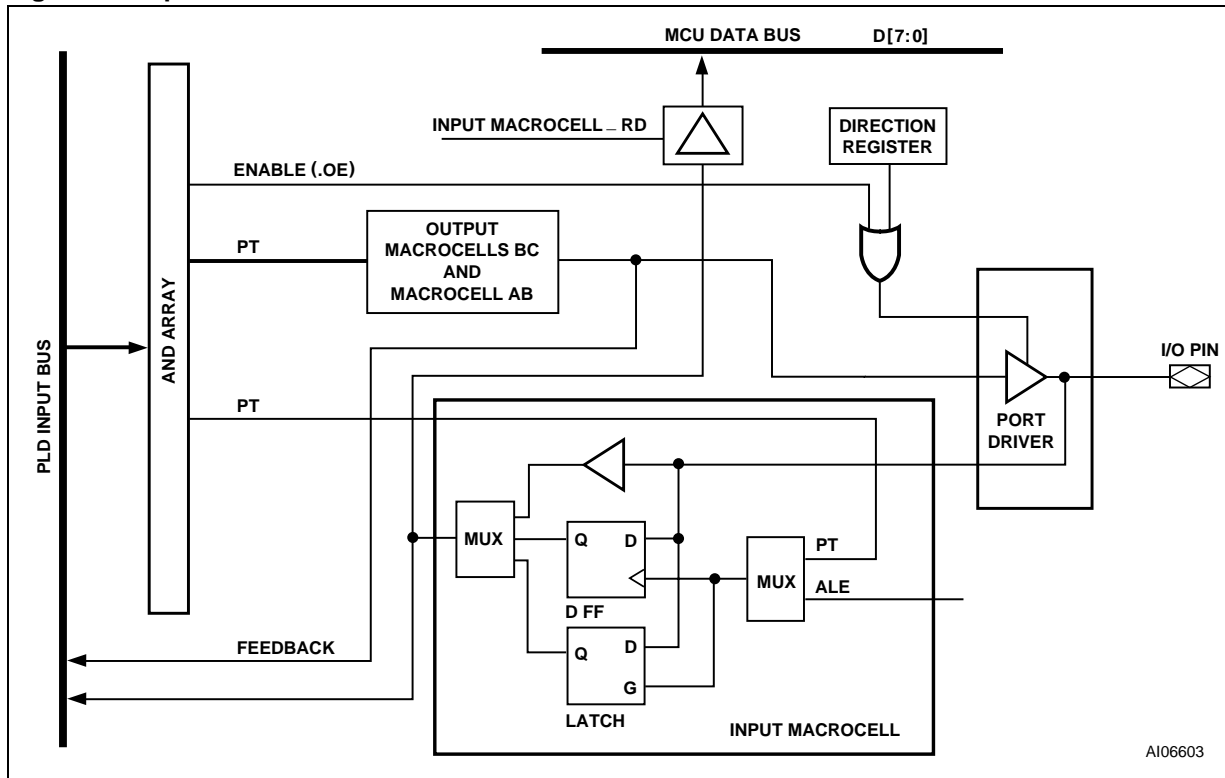 MCU DATA BUS D[7:0]
INPUT MACROCELL _ RD
DIRECTION
REGISTER
ENABLE (.OE)
PT
OUTPUT
MACROCELLS BC
AND
MACROCELL AB
PLD INPUT BUS
AND ARRAY
I/O PIN
PORT
DRIVER
PT
MUX
Q D
D FF
MUX
PT
ALE
Q D
G
LATCH
FEEDBACK
INPUT MACROCELL
AI06603